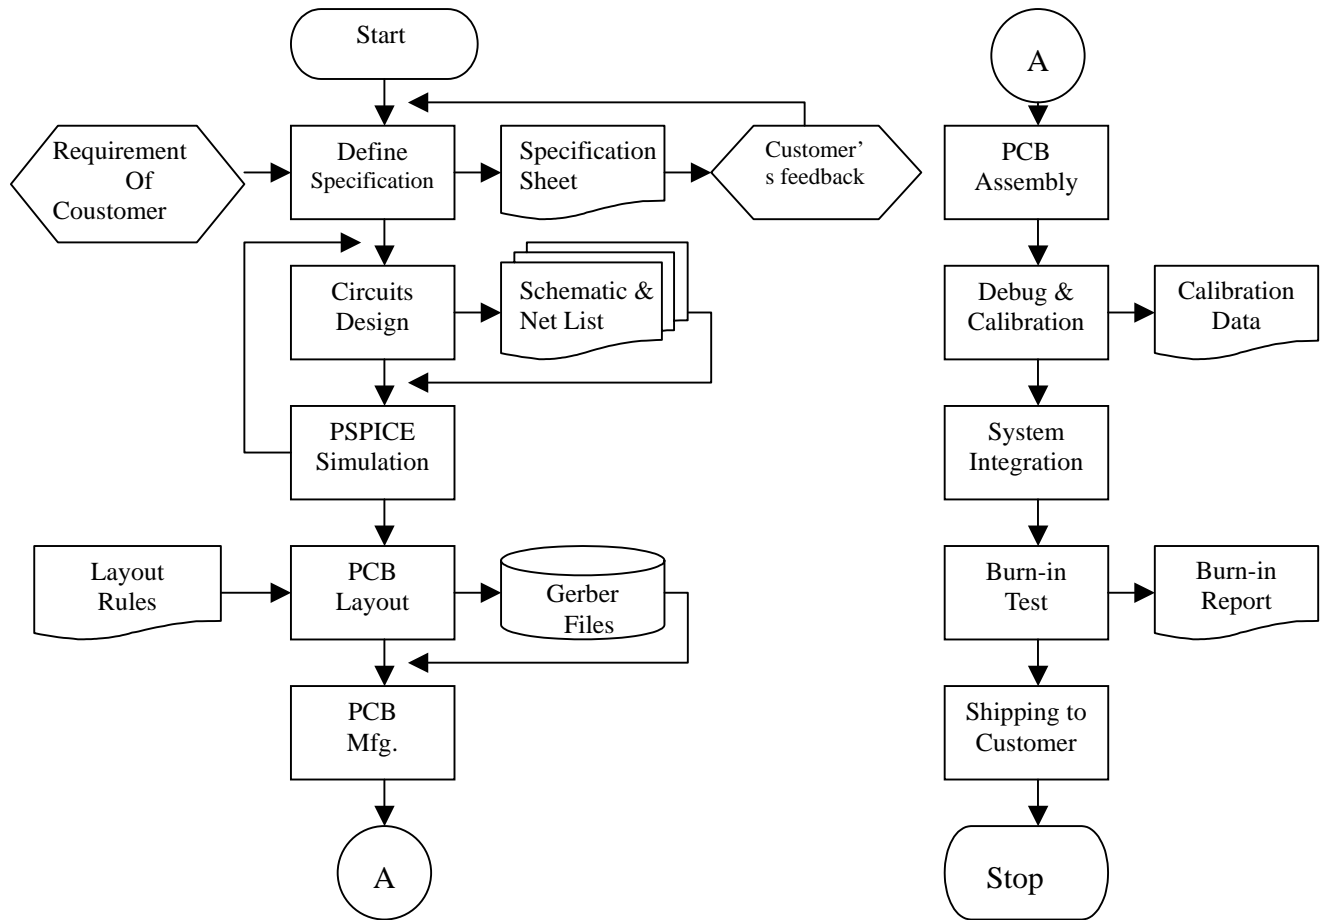 Start
Requirement
Of
Coustomer
Define
Specification
Specification
Sheet
Customer’
s feedback
Circuits
Design
Schematic &
Net List
PSPICE
Simulation
Layout
Rules
PCB
Layout
Gerber
Files
PCB
Mfg.
A
A
PCB
Assembly
Debug &
Calibration
Calibration
Data
System
Integration
Burn-in
Test
Burn-in
Report
Shipping to
Customer
Stop